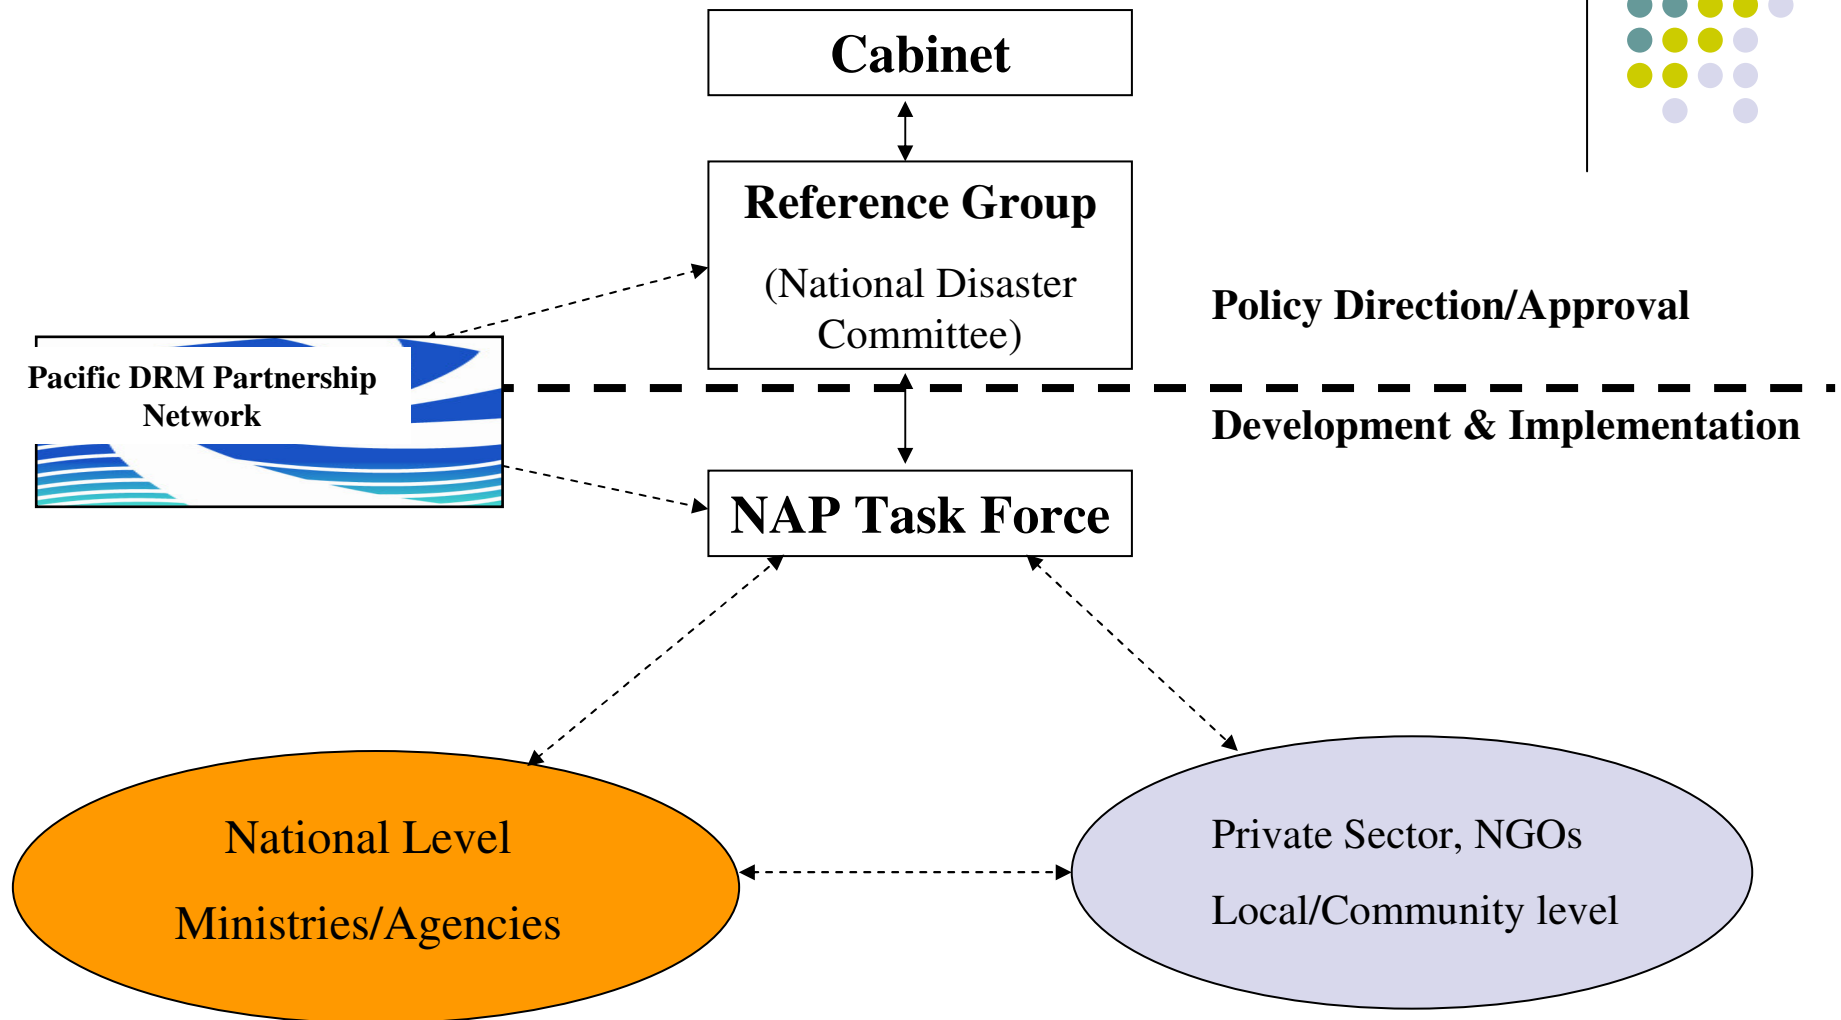 Cabinet
Reference Group
(National Disaster
Committee)
Policy Direction/Approval
Pacific DRM Partnership
Network
Development & Implementation
NAP Task Force
National Level
Ministries/Agencies
Private Sector, NGOs
Local/Community level